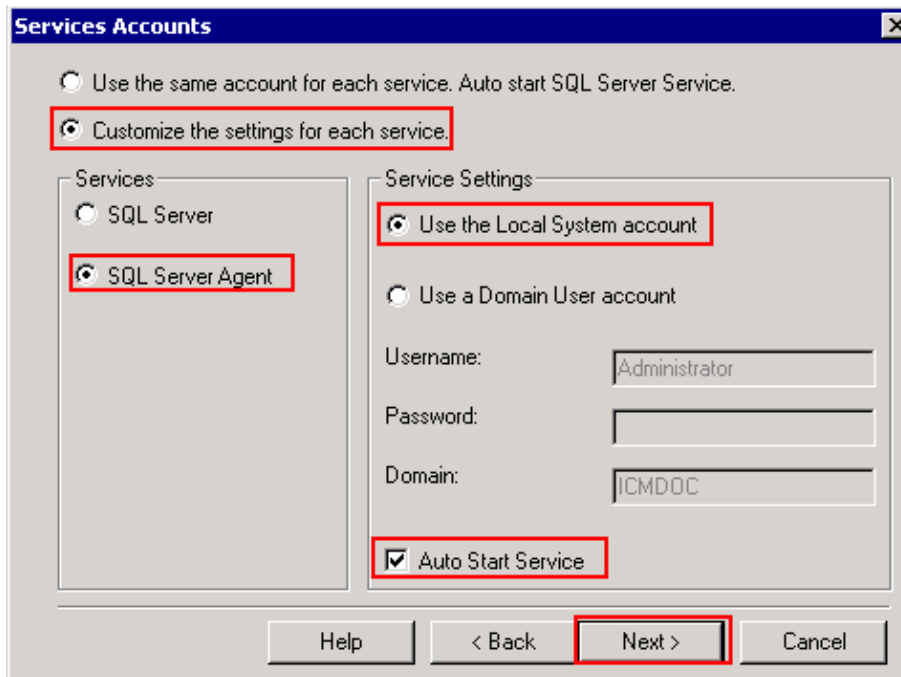 Services Accounts
Use the same account for each service. Auto start SQL Server Service.
Customize the settings for each service.
Services
SQL Server
SQL Server Agent
Service Settings
Use the Local System account
Use a Domain User account
Username:
Administrator
Password:
Domain:
ICMDOC
Auto Start Service
Help
< Back
Next >
Cancel